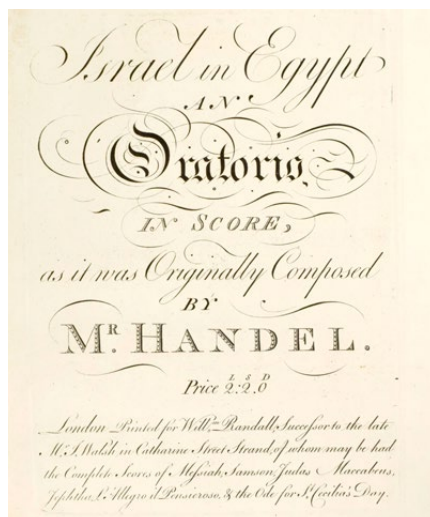 Israel in Egypt
AN
Oratorio,
IN SCORE,
as it was Originally Composed
BY
MR. HANDEL.
L S D
Price 2:2.0
London Printed for Willm. Randall, Successor to the late
Mr. J. Walsh in Catharine Street Strand, of whom may be had
the Complete Scores of Messiah, Samson, Judas Maccabeus,
Jephtha, L'Allegro il Pensieroso, & the Ode for St. Cecilia's Day.